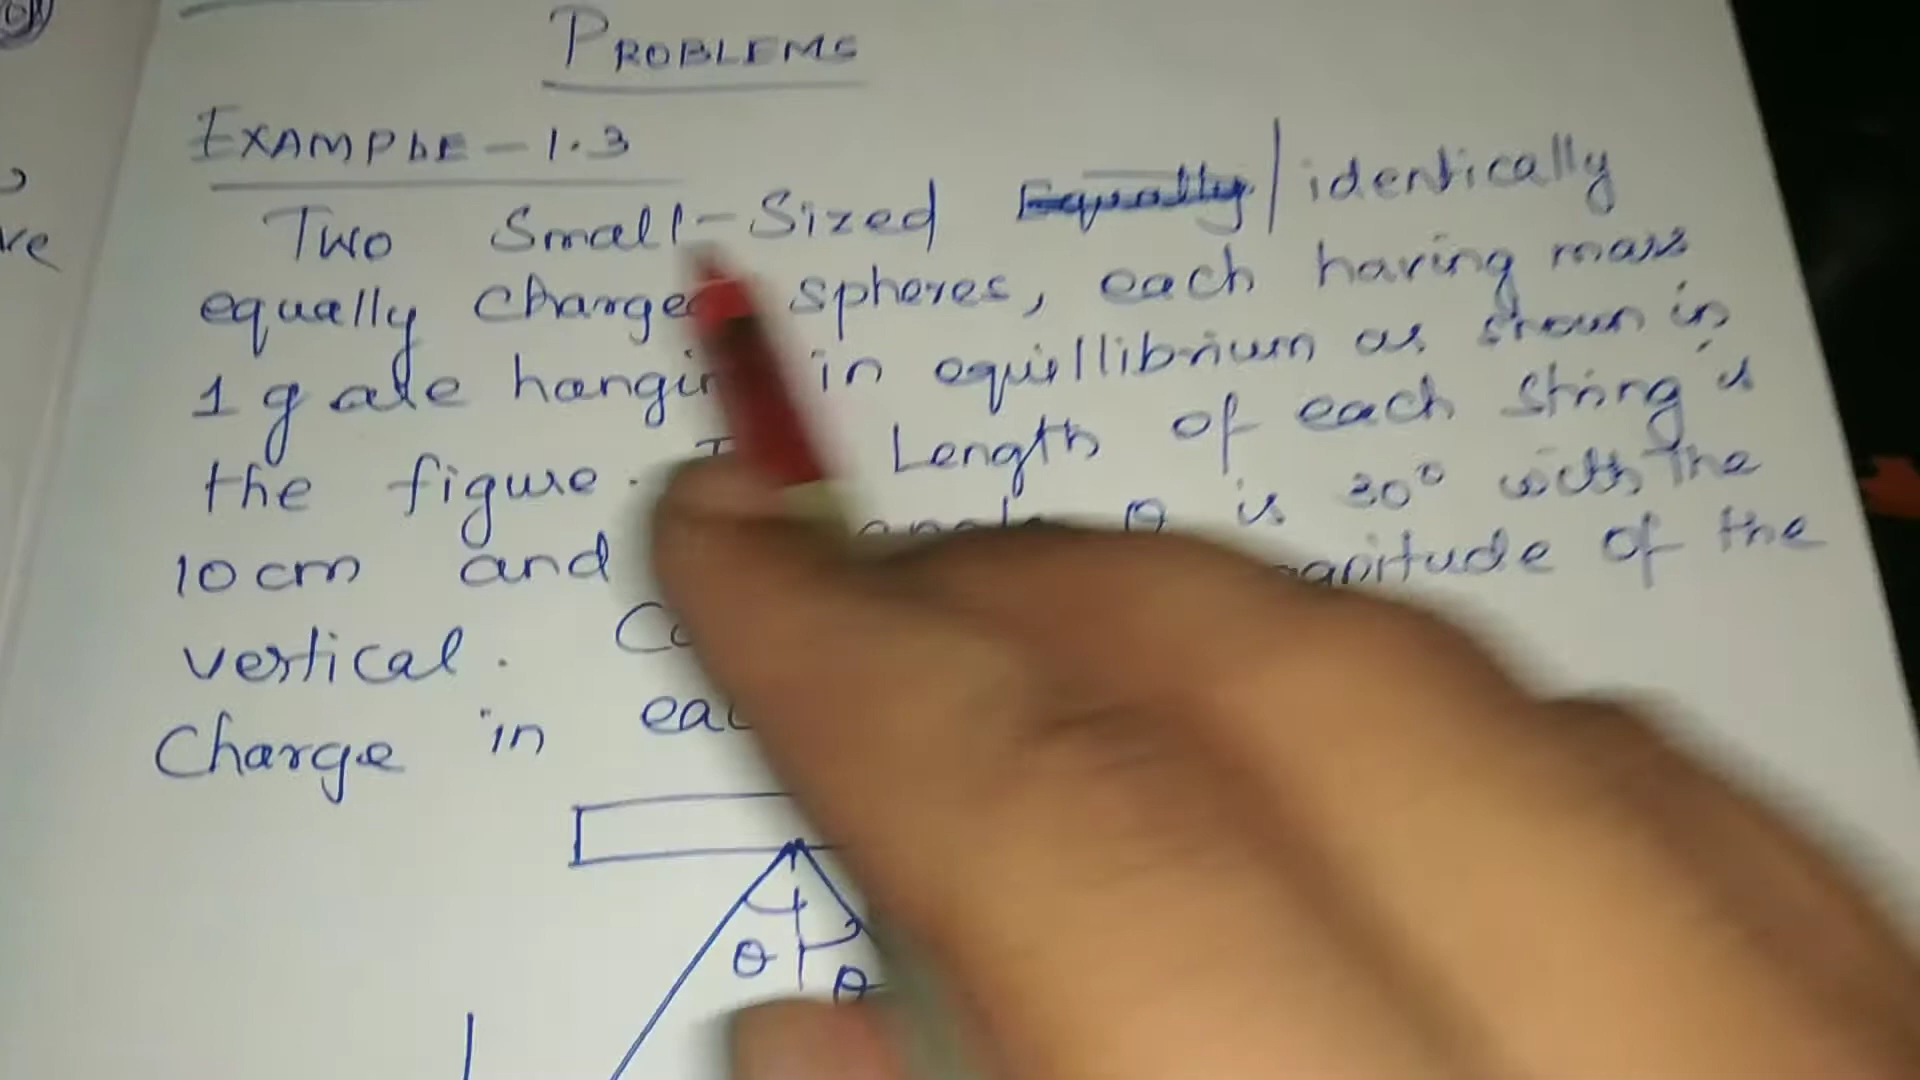 PROBLEMS
EXAMPLE-1.3
Two Small-Sized Equally / identically
equally charged spheres, each having mass
1 g are in equillibrium as shown in
the figure. Length of each string is
10 cm and θ is 30° with the
vertical. of the
Charge in
θ
θ